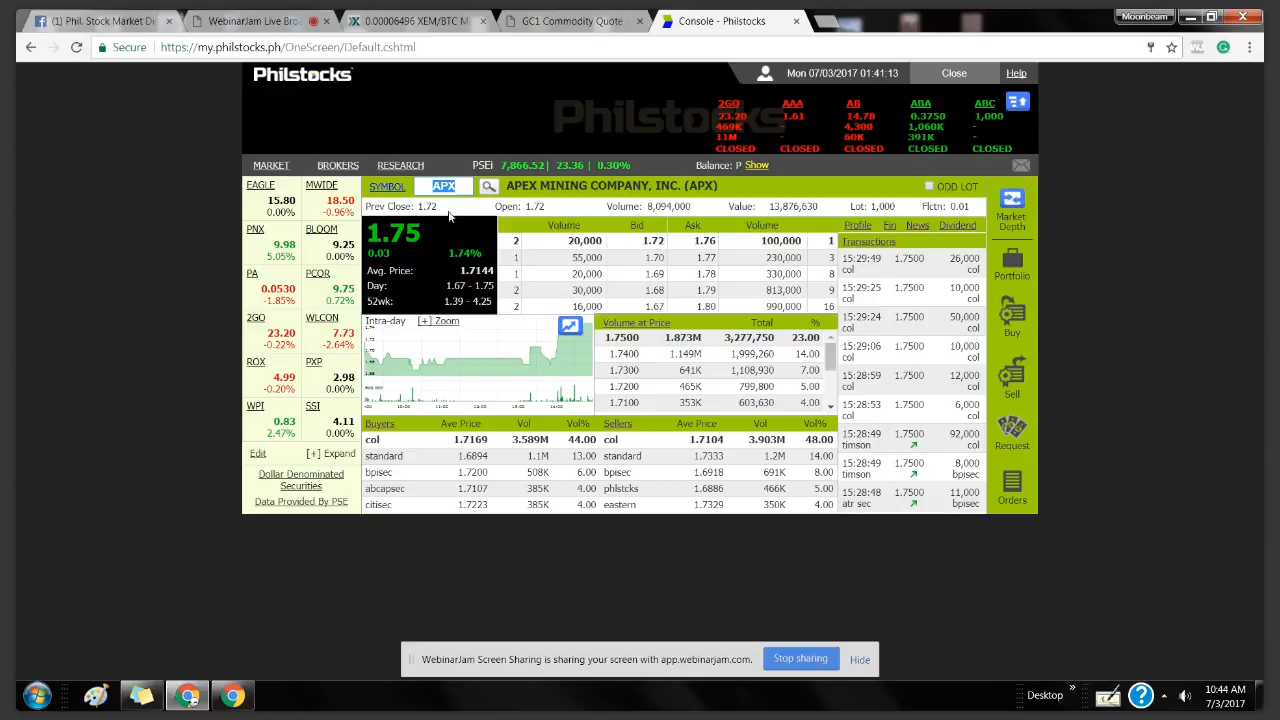 (1) Phil. Stock Market Di
WebinarJam Live Bro
0.00006496 XVM/BTC
GC1 Commodity Quote
Console - Philstocks
Moonbeam
Secure
https://my.philstocks.ph/OneScreen/Default.cshtml
Philstocks
Mon 07/03/2017 01:41:13
Close
Help
Philstocks
2GO AAA AB ABA ABC
23.20 1.61 14.78 0.3750 1,000
469K - 4,300 1,060K -
11M - 60K 391K -
CLOSED CLOSED CLOSED CLOSED CLOSED
MARKET BROKERS RESEARCH PSEi 7,866.52| 23.36 | 0.30% Balance: P Show
EAGLE MWIDE
15.80 18.50
0.00% -0.96%
PNX BLOOM
9.98 9.25
5.05% 0.00%
PA PCOR
0.0530 9.75
-1.85% 0.72%
2GO WLCON
23.20 7.73
-0.22% -2.64%
ROX PXP
4.99 2.98
-0.20% 0.00%
WPI SSI
0.83 4.11
2.47% 0.00%
Edit [+] Expand
Dollar Denominated
Securities
Data Provided By PSE
SYMBOL APX APEX MINING COMPANY, INC. (APX) ODD LOT
Prev Close: 1.72 Open: 1.72 Volume: 8,094,000 Value: 13,876,630 Lot: 1,000 Flctn: 0.01
1.75
0.03 1.74%
Avg. Price: 1.7144
Day: 1.67 - 1.75
52wk: 1.39 - 4.25
Volume Bid Ask Volume
2 20,000 1.72 1.76 100,000 1
1 55,000 1.70 1.77 230,000 3
1 20,000 1.69 1.78 330,000 8
2 30,000 1.68 1.79 813,000 9
2 16,000 1.67 1.80 990,000 16
Intra-day [+] Zoom
Volume at Price Total %
1.7500 1.873M 3,277,750 23.00
1.7400 1.149M 1,999,260 14.00
1.7300 641K 1,108,930 7.00
1.7200 465K 799,800 5.00
1.7100 353K 603,630 4.00
Buyers Ave Price Vol Vol%
col 1.7169 3.589M 44.00
standard 1.6894 1.1M 13.00
bpisec 1.7200 508K 6.00
abcapsec 1.7107 385K 4.00
citisec 1.7223 385K 4.00
Sellers Ave Price Vol Vol%
col 1.7104 3.903M 48.00
standard 1.7333 1.2M 14.00
bpisec 1.6918 691K 8.00
philstcks 1.6886 466K 5.00
eastern 1.7329 350K 4.00
Profile Fin News Dividend
Transactions
15:29:49 1.7500 26,000
col col
15:29:25 1.7500 10,000
col col
15:29:24 1.7500 50,000
col col
15:29:06 1.7500 10,000
col col
15:28:59 1.7500 12,000
col col
15:28:53 1.7500 6,000
col col
15:28:49 1.7500 92,000
timson col
15:28:49 1.7500 8,000
timson bpisec
15:28:48 1.7500 11,000
atr sec bpisec
Market
Depth
Portfolio
Buy
Sell
Request
Orders
WebinarJam Screen Sharing is sharing your screen with app.webinarjam.com.
Stop sharing
Hide
Desktop
10:44 AM
7/3/2017